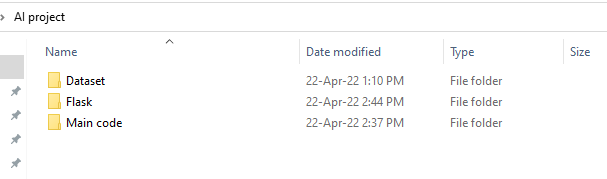 AI project
Name Date modified Type Size
Dataset 22-Apr-22 1:10 PM File folder
Flask 22-Apr-22 2:44 PM File folder
Main code 22-Apr-22 2:37 PM File folder